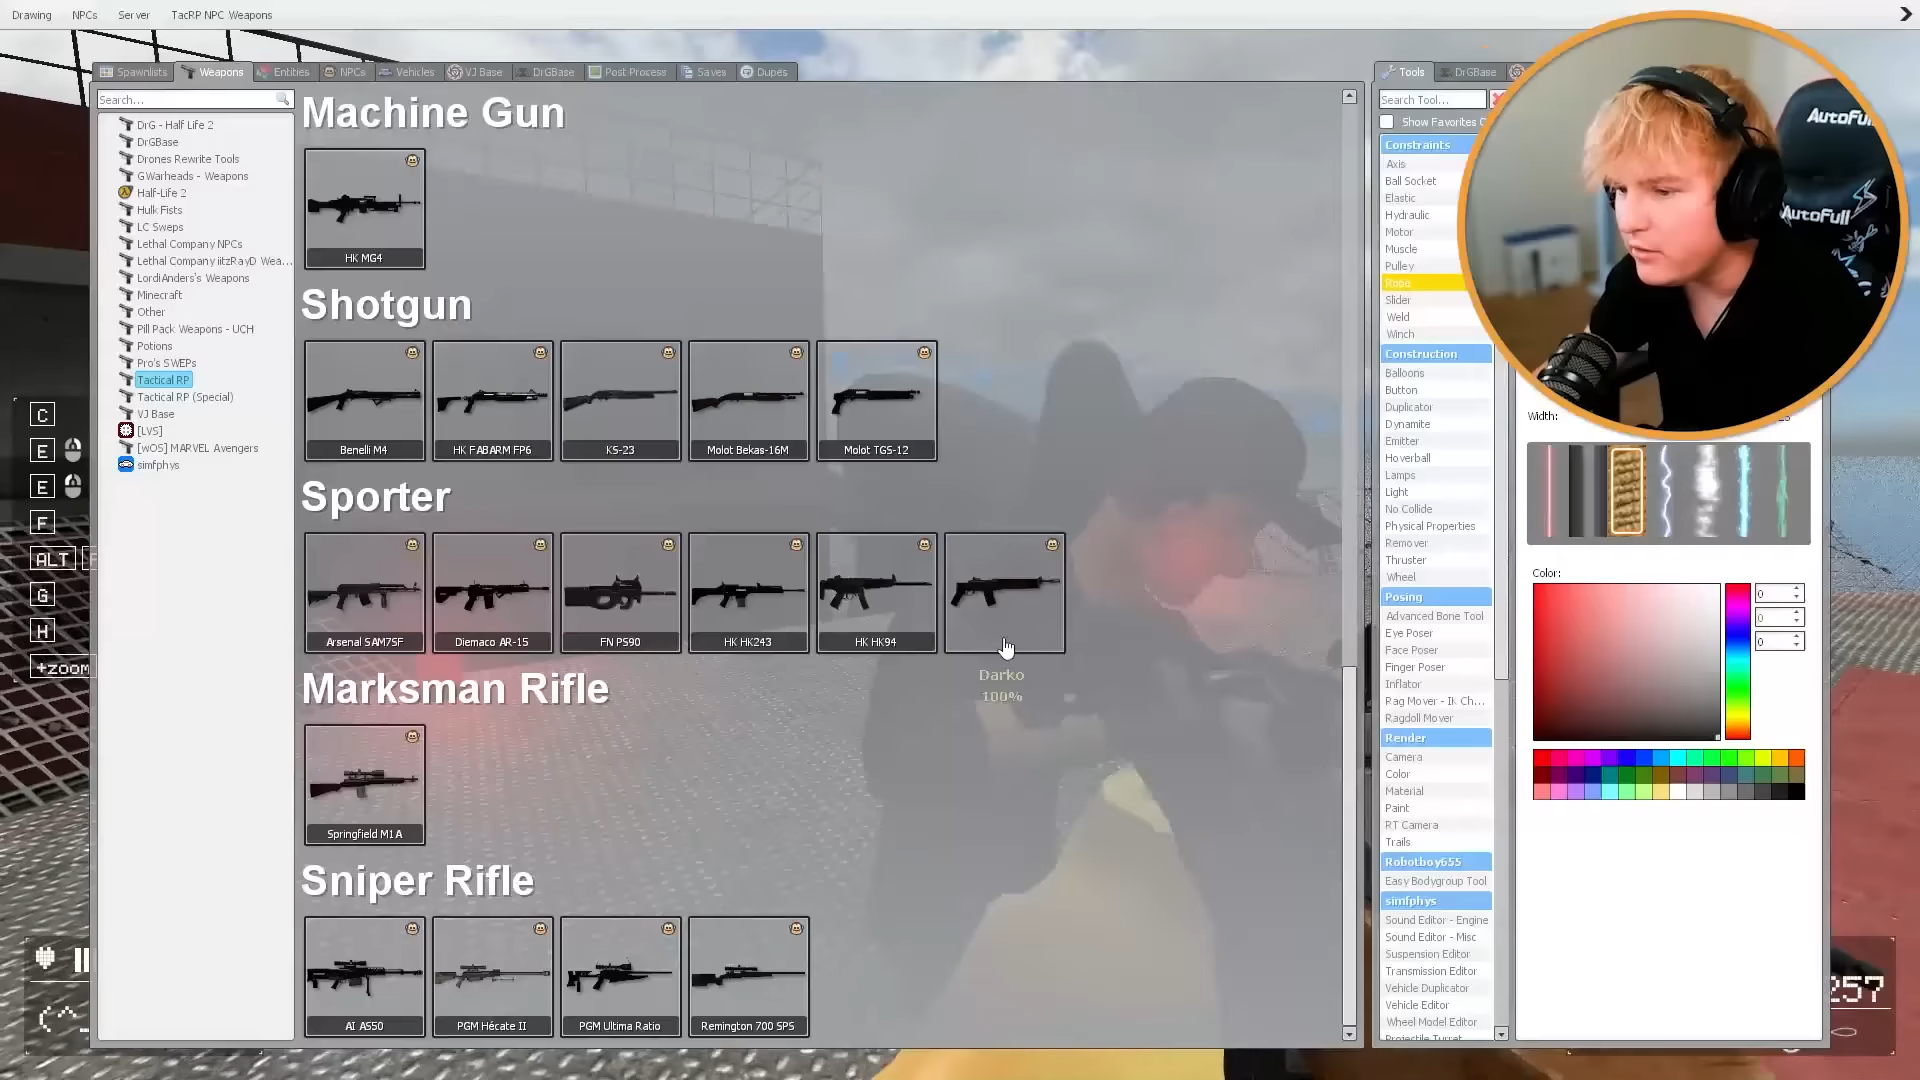 Drawing NPCs Server TacRP NPC Weapons
Spawnlists Weapons Entities NPCs Vehicles VJ Base DrGBase Post Process Saves Dupes
Search...
DrG - Half Life 2
DrGBase
Drones Rewrite Tools
GWarheads - Weapons
Half-Life 2
Hulk Fists
LC Sweps
Lethal Company NPCs
Lethal Company iitzRayD Wea...
LordiAnders's Weapons
Minecraft
Other
Pill Pack Weapons - UCH
Potions
Pro's SWEPs
Tactical RP
Tactical RP (Special)
VJ Base
[LVS]
[wOS] MARVEL Avengers
simfphys
C
E
E
F
ALT
G
H
+zoom
Machine Gun
HK MG4
Shotgun
Benelli M4
HK FABARM FP6
KS-23
Molot Bekas-16M
Molot TGS-12
Sporter
Arsenal SAM7SF
Diemaco AR-15
FN PS90
HK HK243
HK HK94
Darko
100%
Marksman Rifle
Springfield M1A
Sniper Rifle
AI AS50
PGM Hécate II
PGM Ultima Ratio
Remington 700 SPS
Tools DrGBase
Search Tool...
Show Favorites
Constraints
Axis
Ball Socket
Elastic
Hydraulic
Motor
Muscle
Pulley
Rope
Slider
Weld
Winch
Construction
Balloons
Button
Duplicator
Dynamite
Emitter
Hoverball
Lamps
Light
No Collide
Physical Properties
Remover
Thruster
Wheel
Posing
Advanced Bone Tool
Eye Poser
Face Poser
Finger Poser
Inflator
Rag Mover - IK Ch...
Ragdoll Mover
Render
Camera
Color
Material
Paint
RT Camera
Trails
Robotboy655
Easy Bodygroup Tool
simfphys
Sound Editor - Engine
Sound Editor - Misc
Suspension Editor
Transmission Editor
Vehicle Duplicator
Vehicle Editor
Wheel Model Editor
Projectile Turret
Width:
Color:
0
0
0
257
AutoFull
AutoFull